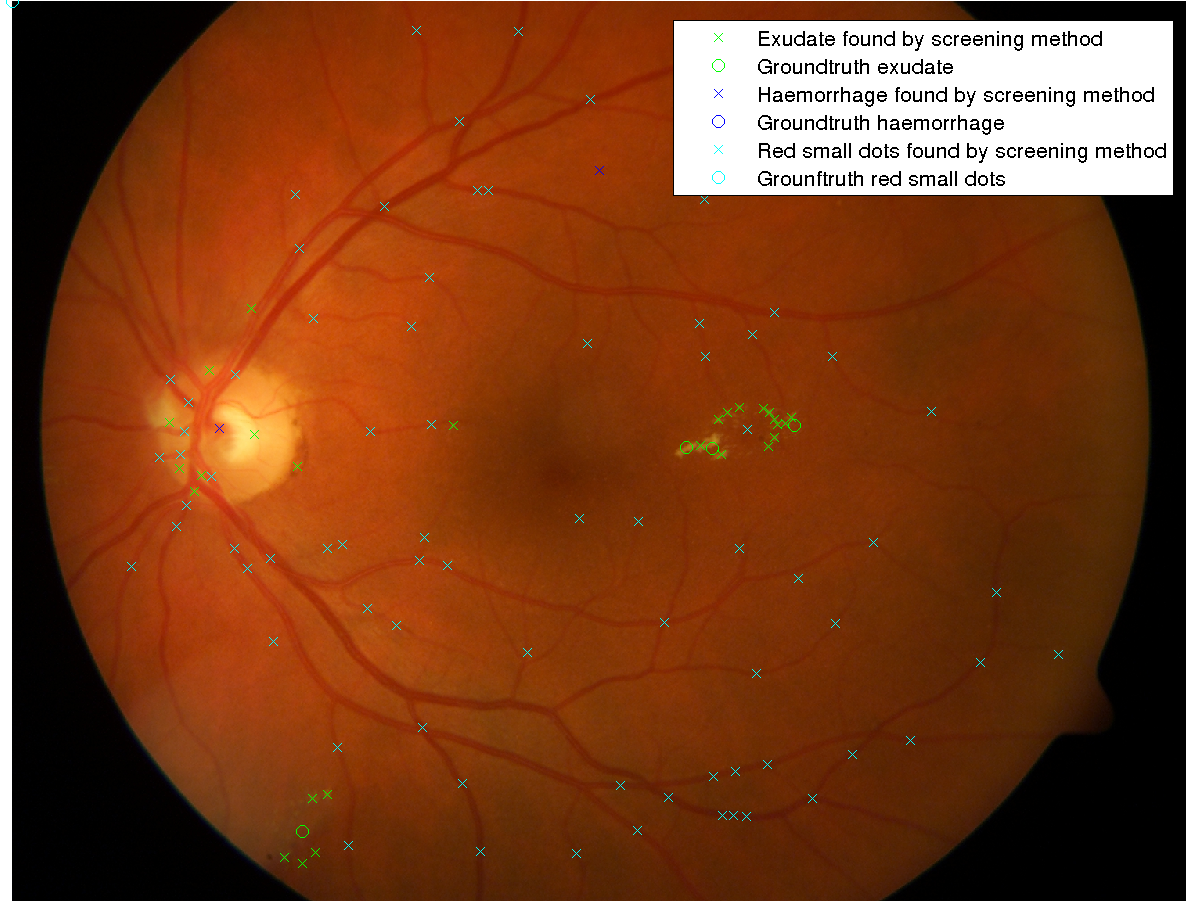 Exudate found by screening method
Groundtruth exudate
Haemorrhage found by screening method
Groundtruth haemorrhage
Red small dots found by screening method
Grounftruth red small dots